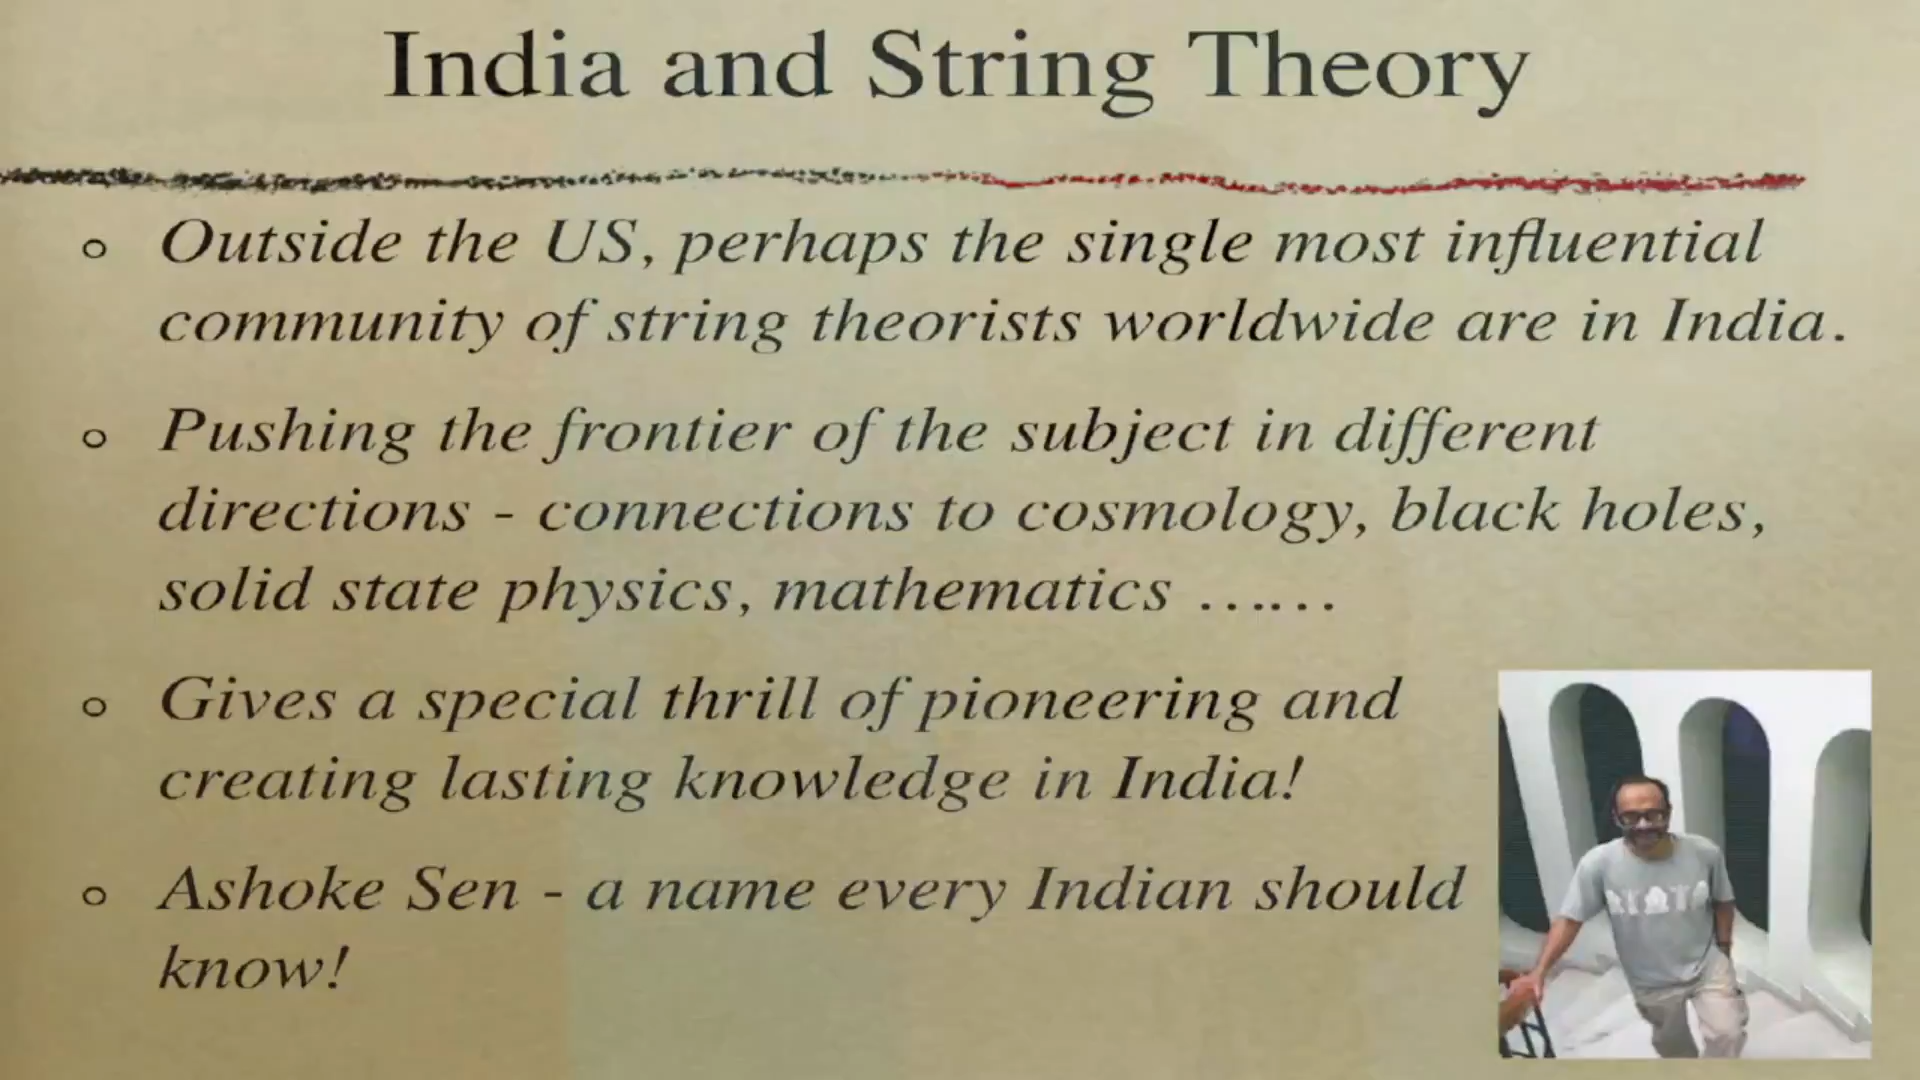 India and String Theory
Outside the US, perhaps the single most influential
community of string theorists worldwide are in India.
Pushing the frontier of the subject in different
directions - connections to cosmology, black holes,
solid state physics, mathematics ……
Gives a special thrill of pioneering and
creating lasting knowledge in India!
Ashoke Sen - a name every Indian should
know!